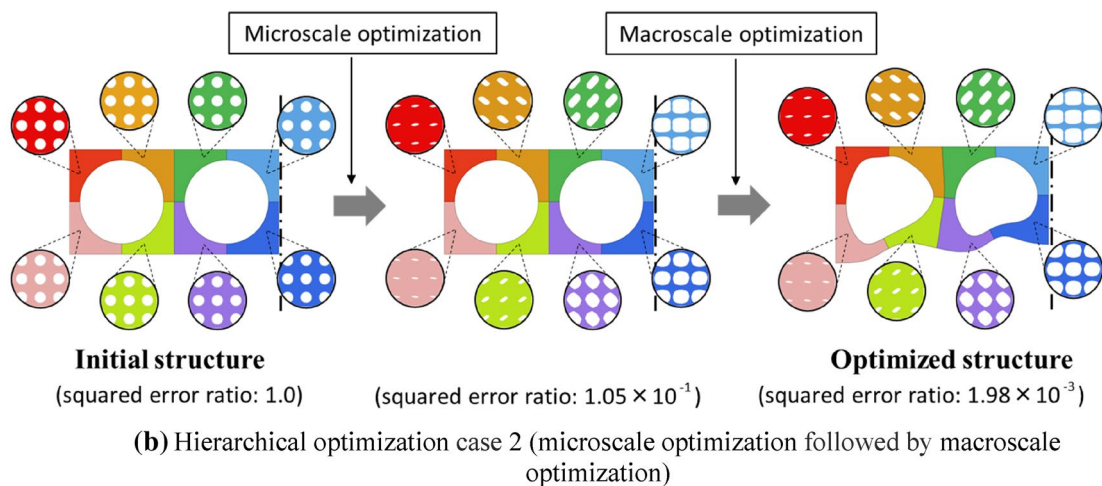 Microscale optimization
Macroscale optimization
Initial structure
Optimized structure
(squared error ratio: 1.0)
(squared error ratio: 1.05 × 10⁻¹)
(squared error ratio: 1.98 × 10⁻³)
(b) Hierarchical optimization case 2 (microscale optimization followed by macroscale
optimization)